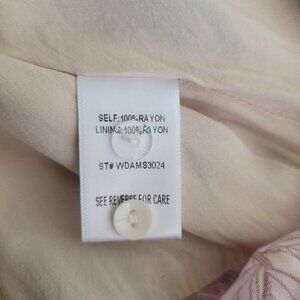 SELF:100% RAYON
LINING:100% RAYON
ST# WDAMS3024
SEE REVERSE FOR CARE